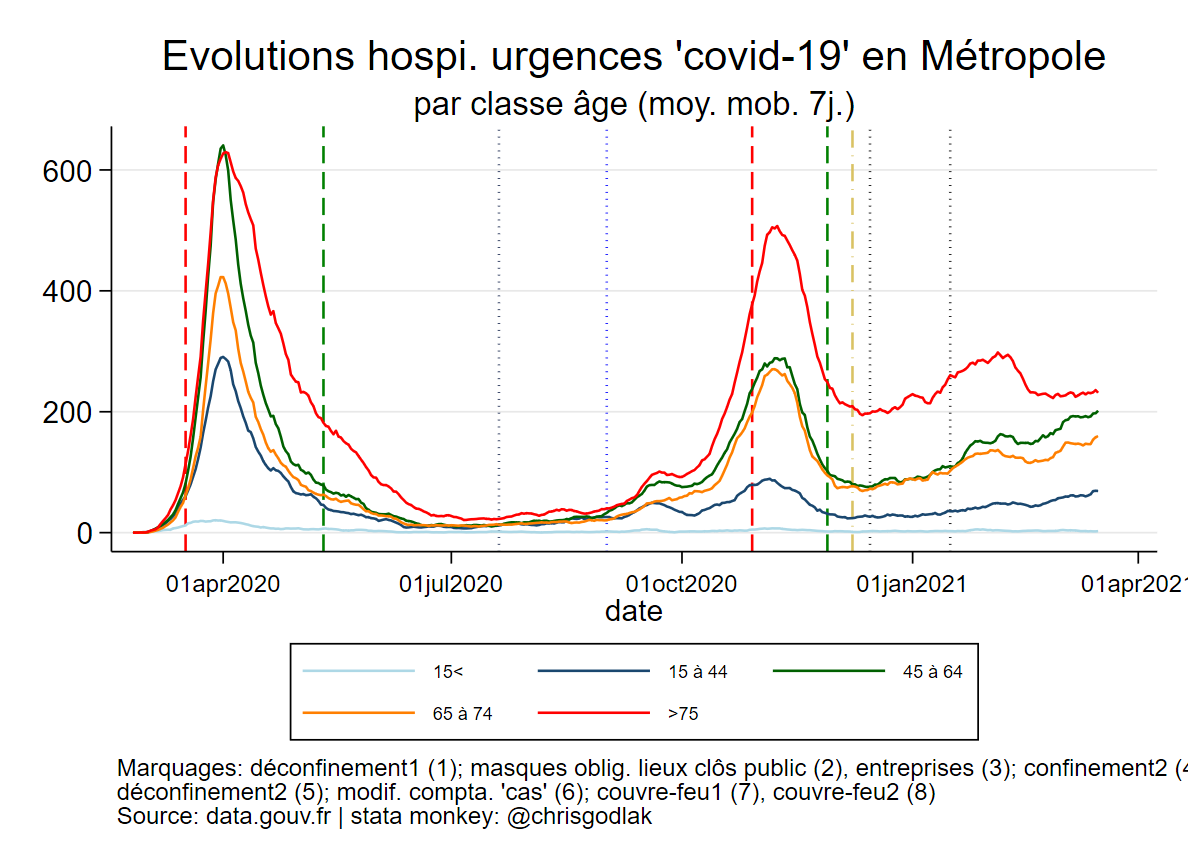 Evolutions hospi. urgences 'covid-19' en Métropole
par classe âge (moy. mob. 7j.)
600
400
200
0
01apr2020 01jul2020 01oct2020 01jan2021 01apr2021
date
15< 15 à 44 45 à 64
65 à 74 >75
Marquages: déconfinement1 (1); masques oblig. lieux clôs public (2), entreprises (3); confinement2 (4
déconfinement2 (5); modif. compta. 'cas' (6); couvre-feu1 (7), couvre-feu2 (8)
Source: data.gouv.fr | stata monkey: @chrisgodlak